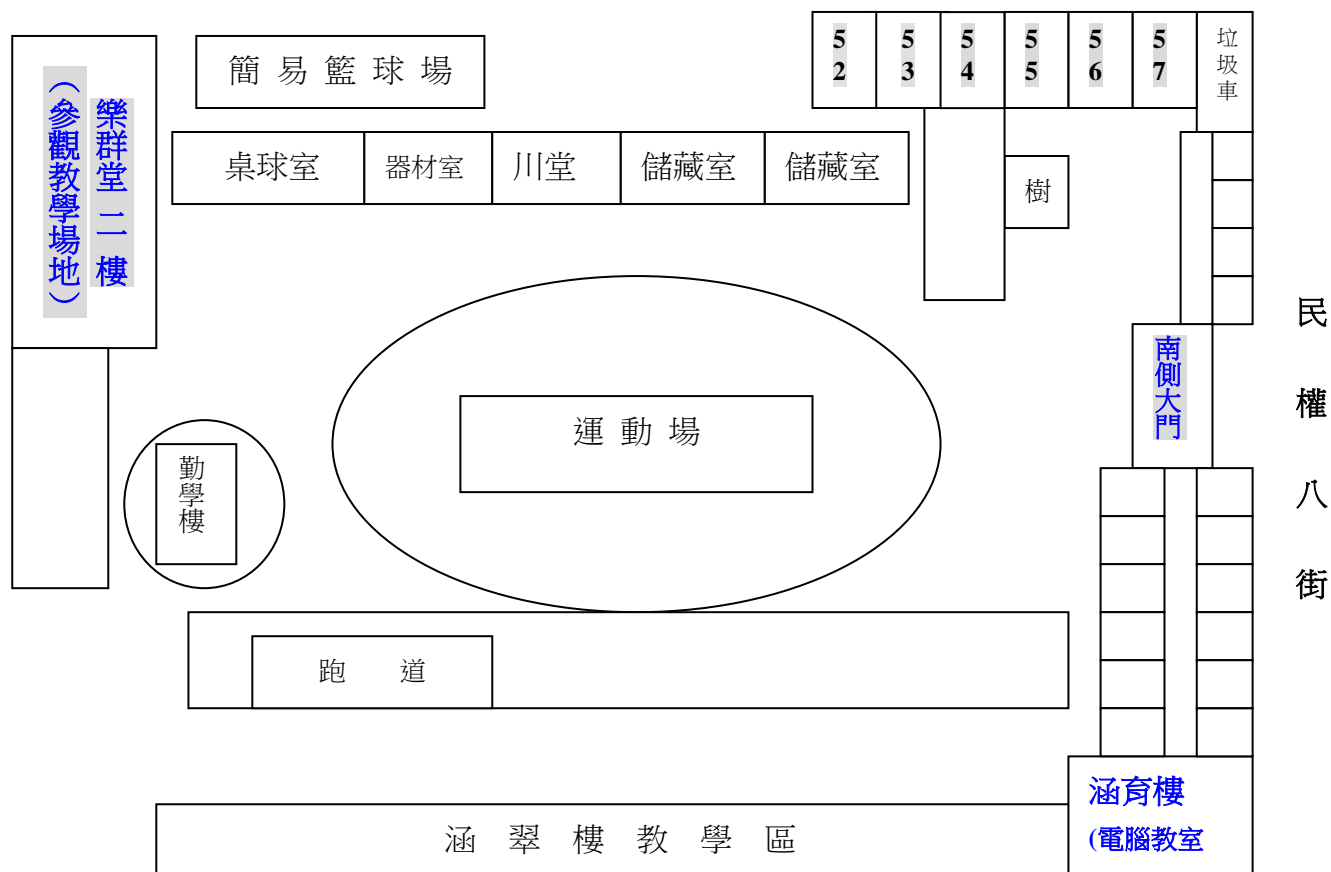 簡易籃球場
52
53
54
55
56
57
垃圾車
樂群堂 二 樓
(參觀教學場地)
桌球室
器材室
川堂
儲藏室
儲藏室
樹
民權八街
南側大門
運動場
勤學樓
跑 道
涵育樓
(電腦教室
涵翠樓教學區